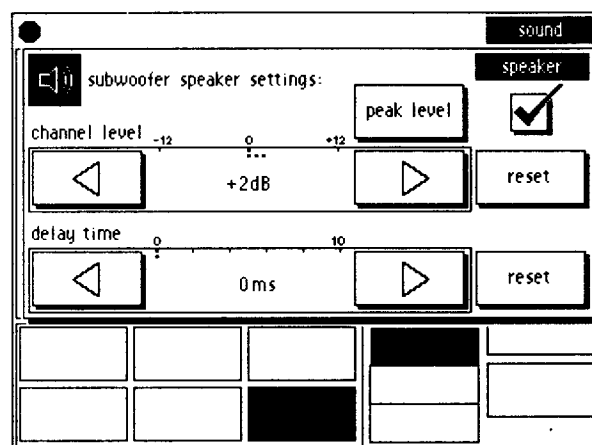 sound
speaker
subwoofer speaker settings:
peak level
channel level
-12 0 +12
+2dB
reset
delay time
0 10
0ms
reset